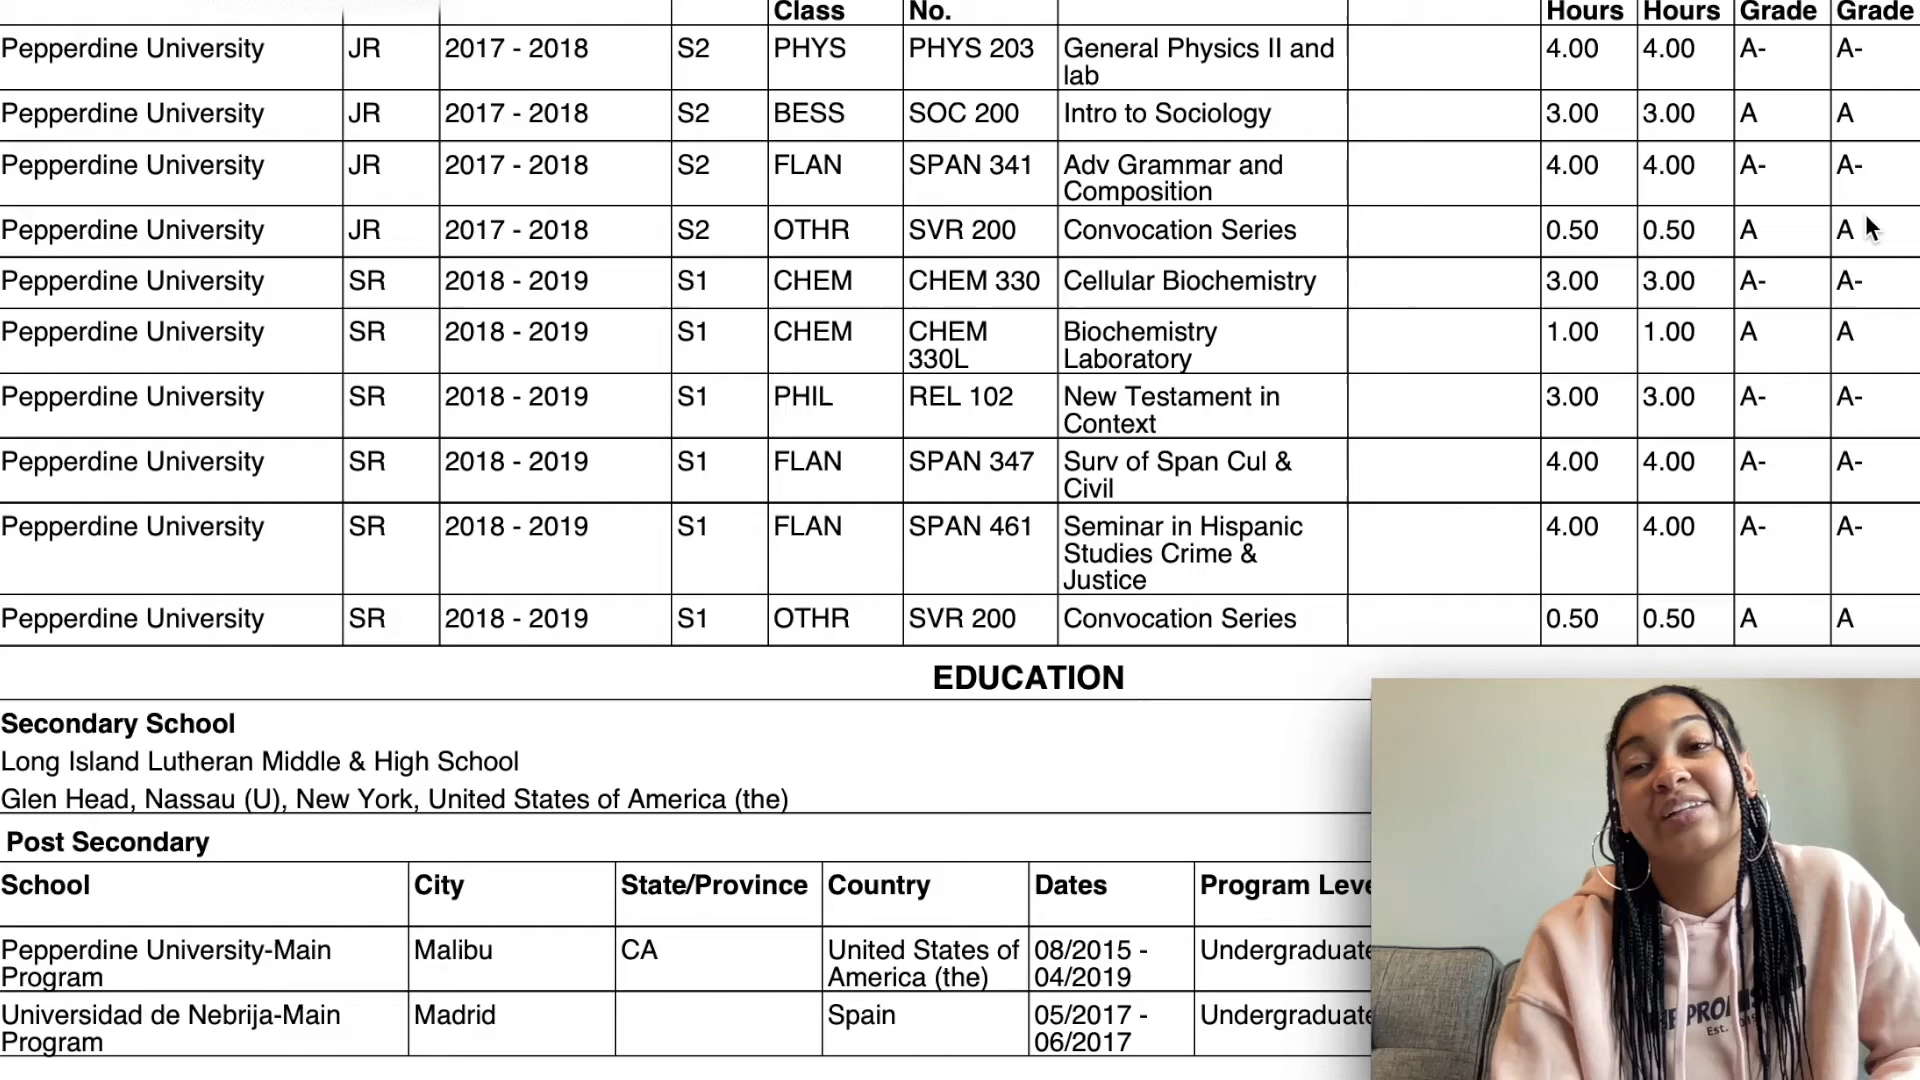 Class No. Hours Hours Grade Grade
Pepperdine University JR 2017 - 2018 S2 PHYS PHYS 203 General Physics II and 4.00 4.00 A- A-
lab
Pepperdine University JR 2017 - 2018 S2 BESS SOC 200 Intro to Sociology 3.00 3.00 A A
Pepperdine University JR 2017 - 2018 S2 FLAN SPAN 341 Adv Grammar and 4.00 4.00 A- A-
Composition
Pepperdine University JR 2017 - 2018 S2 OTHR SVR 200 Convocation Series 0.50 0.50 A A
Pepperdine University SR 2018 - 2019 S1 CHEM CHEM 330 Cellular Biochemistry 3.00 3.00 A- A-
Pepperdine University SR 2018 - 2019 S1 CHEM CHEM Biochemistry 1.00 1.00 A A
330L Laboratory
Pepperdine University SR 2018 - 2019 S1 PHIL REL 102 New Testament in 3.00 3.00 A- A-
Context
Pepperdine University SR 2018 - 2019 S1 FLAN SPAN 347 Surv of Span Cul & 4.00 4.00 A- A-
Civil
Pepperdine University SR 2018 - 2019 S1 FLAN SPAN 461 Seminar in Hispanic 4.00 4.00 A- A-
Studies Crime &
Justice
Pepperdine University SR 2018 - 2019 S1 OTHR SVR 200 Convocation Series 0.50 0.50 A A
EDUCATION
Secondary School
Long Island Lutheran Middle & High School
Glen Head, Nassau (U), New York, United States of America (the)
Post Secondary
School City State/Province Country Dates Program Leve
Pepperdine University-Main Malibu CA United States of 08/2015 - Undergraduate
Program America (the) 04/2019
Universidad de Nebrija-Main Madrid Spain 05/2017 - Undergraduate
Program 06/2017
Est.